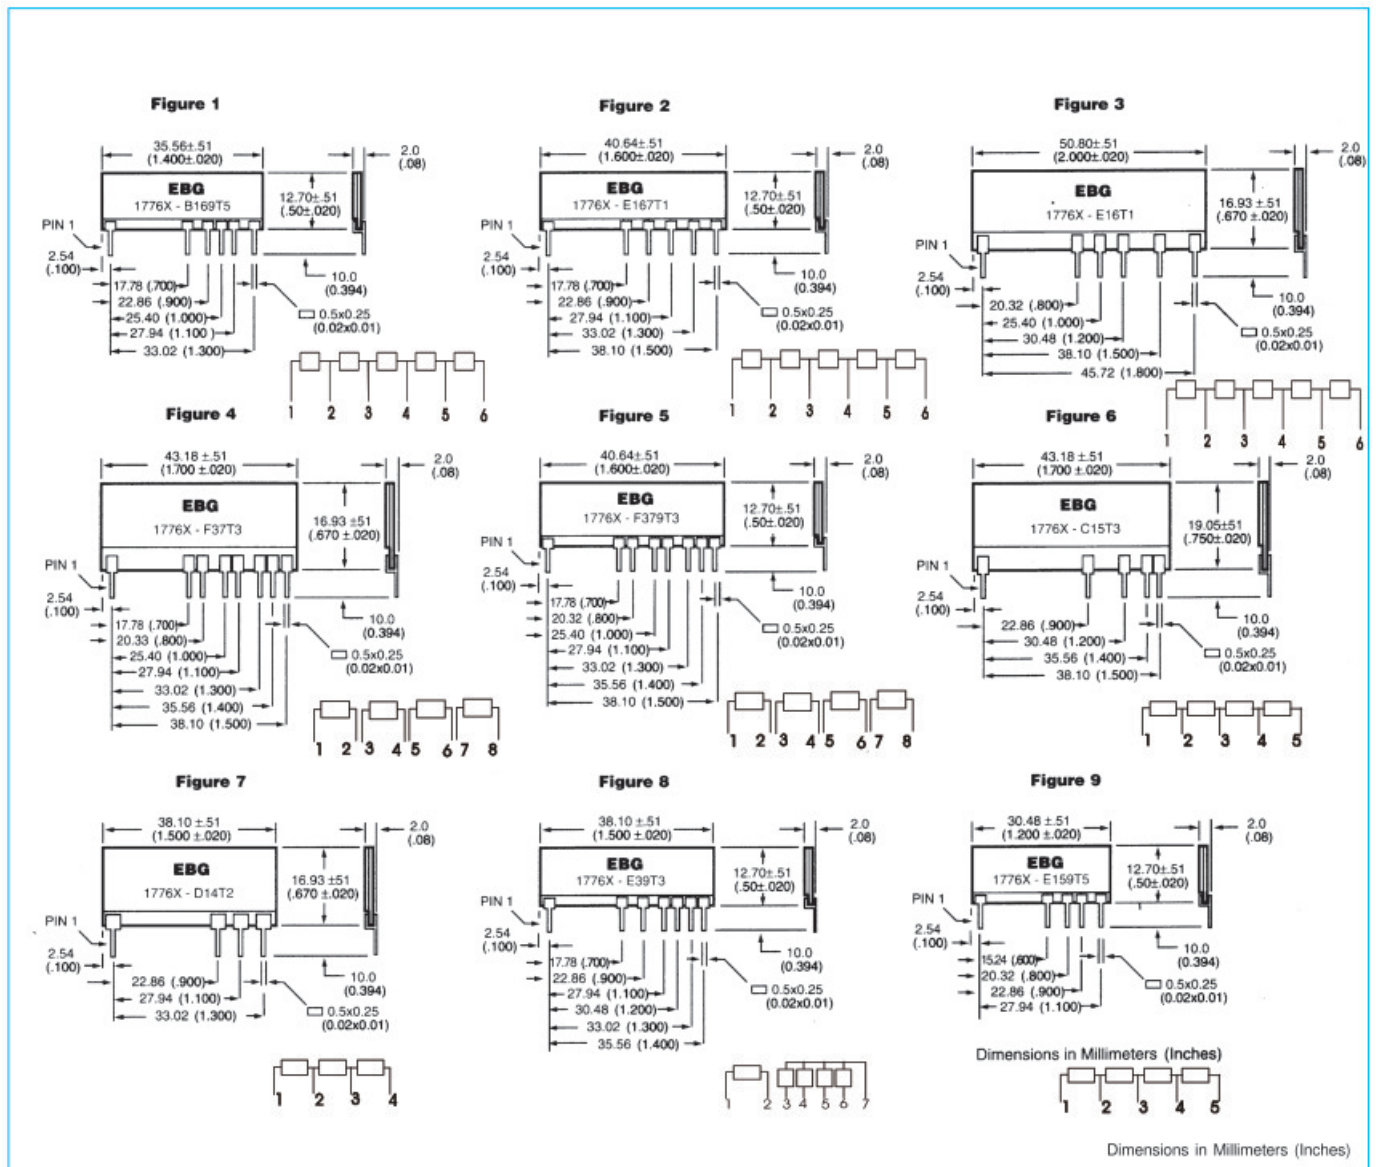 Figure 1
35.56±.51
(1.400±.020)
2.0
(.08)
EBG
1776X - B169T5
12.70±.51
(.50±.020)
PIN 1
2.54
(.100)
10.0
(0.394)
17.78 (.700)
22.86 (.900)
25.40 (1.000)
27.94 (1.100)
33.02 (1.300)
0.5x0.25
(0.02x0.01)
1 2 3 4 5 6
Figure 2
40.64±.51
(1.600±.020)
2.0
(.08)
EBG
1776X - E167T1
12.70±.51
(.50±.020)
PIN 1
2.54
(.100)
10.0
(0.394)
17.78 (.700)
22.86 (.900)
27.94 (1.100)
33.02 (1.300)
38.10 (1.500)
0.5x0.25
(0.02x0.01)
1 2 3 4 5 6
Figure 3
50.80±.51
(2.000±.020)
2.0
(.08)
EBG
1776X - E16T1
16.93 ±.51
(.670 ±.020)
PIN 1
2.54
(.100)
10.0
(0.394)
20.32 (.800)
25.40 (1.000)
30.48 (1.200)
38.10 (1.500)
45.72 (1.800)
0.5x0.25
(0.02x0.01)
1 2 3 4 5 6
Figure 4
43.18 ±.51
(1.700 ±.020)
2.0
(.08)
EBG
1776X - F37T3
16.93 ±51
(.670 ±.020)
PIN 1
2.54
(.100)
10.0
(0.394)
17.78 (.700)
20.33 (.800)
25.40 (1.000)
27.94 (1.100)
33.02 (1.300)
35.56 (1.400)
38.10 (1.500)
0.5x0.25
(0.02x0.01)
1 2 3 4 5 6 7 8
Figure 5
40.64±.51
(1.600±.020)
2.0
(.08)
EBG
1776X - F379T3
12.70±.51
(.50±.020)
PIN 1
2.54
(.100)
10.0
(0.394)
17.78 (.700)
20.32 (.800)
25.40 (1.000)
27.94 (1.100)
33.02 (1.300)
35.56 (1.400)
38.10 (1.500)
0.5x0.25
(0.02x0.01)
1 2 3 4 5 6 7 8
Figure 6
43.18 ±.51
(1.700 ±.020)
2.0
(.08)
EBG
1776X - C15T3
19.05±51
(.750±.020)
PIN 1
2.54
(.100)
10.0
(0.394)
22.86 (.900)
30.48 (1.200)
35.56 (1.400)
38.10 (1.500)
0.5x0.25
(0.02x0.01)
1 2 3 4 5
Figure 7
38.10 ±.51
(1.500 ±.020)
2.0
(.08)
EBG
1776X - D14T2
16.93 ±51
(.670 ±.020)
PIN 1
2.54
(.100)
10.0
(0.394)
22.86 (.900)
27.94 (1.100)
33.02 (1.300)
0.5x0.25
(0.02x0.01)
1 2 3 4
Figure 8
38.10 ±.51
(1.500 ±.020)
2.0
(.08)
EBG
1776X - E39T3
12.70±.51
(.50±.020)
PIN 1
2.54
(.100)
10.0
(0.394)
17.78 (.700)
22.86 (.900)
27.94 (1.100)
30.48 (1.200)
33.02 (1.300)
35.56 (1.400)
0.5x0.25
(0.02x0.01)
1 2 3 4 5 6 7
Figure 9
30.48 ±.51
(1.200 ±.020)
2.0
(.08)
EBG
1776X - E159T5
12.70±.51
(.50±.020)
PIN 1
2.54
(.100)
10.0
(0.394)
15.24 (.600)
20.32 (.800)
22.86 (.900)
27.94 (1.100)
0.5x0.25
(0.02x0.01)
Dimensions in Millimeters (Inches)
1 2 3 4 5
Dimensions in Millimeters (Inches)